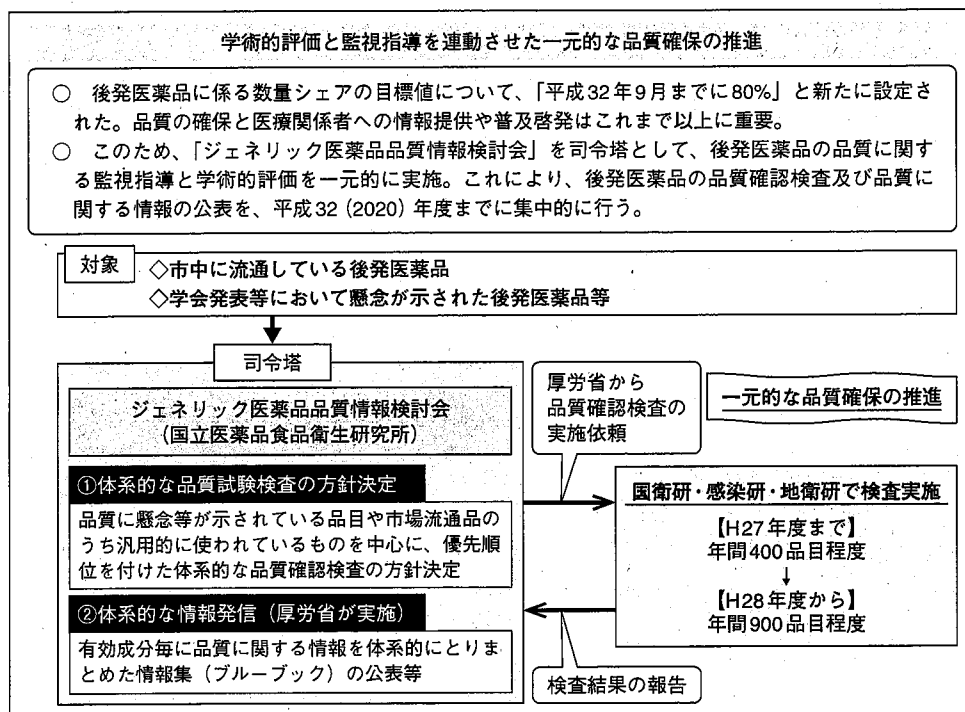 学術的評価と監視指導を連動させた一元的な品質確保の推進
○ 後発医薬品に係る数量シェアの目標値について、「平成32年9月までに80%」と新たに設定さ
れた。品質の確保と医療関係者への情報提供や普及啓発はこれまで以上に重要。
○ このため、「ジェネリック医薬品品質情報検討会」を司令塔として、後発医薬品の品質に関す
る監視指導と学術的評価を一元的に実施。これにより、後発医薬品の品質確認検査及び品質に
関する情報の公表を、平成32(2020)年度までに集中的に行う。
対象
◇市中に流通している後発医薬品
◇学会発表等において懸念が示された後発医薬品等
司令塔
ジェネリック医薬品品質情報検討会
(国立医薬品食品衛生研究所)
①体系的な品質試験検査の方針決定
品質に懸念等が示されている品目や市場流通品の
うち汎用的に使われているものを中心に、優先順
位を付けた体系的な品質確認検査の方針決定
②体系的な情報発信(厚労省が実施)
有効成分毎に品質に関する情報を体系的にとりま
とめた情報集(ブルーブック)の公表等
厚労省から
品質確認検査の
実施依頼
一元的な品質確保の推進
国衛研・感染研・地衛研で検査実施
【H27年度まで】
年間400品目程度
↓
【H28年度から】
年間900品目程度
検査結果の報告